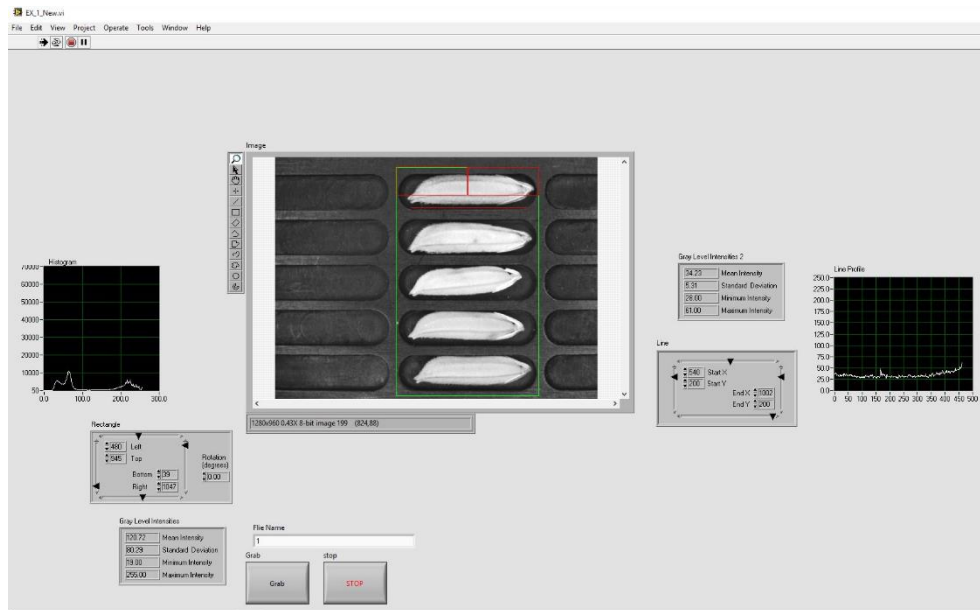 EX_1_New.vi
File Edit View Project Operate Tools Window Help
Image
Histogram
70000
60000
50000
40000
30000
20000
10000
50
0.0 100.0 200.0 300.0
Gray Level Intensities 2
34.23 Mean Intensity
5.31 Standard Deviation
28.00 Minimum Intensity
61.00 Maximum Intensity
Line Profile
250.0
225.0
200.0
175.0
150.0
125.0
100.0
75.0
50.0
25.0
0.0
0 50 100 150 200 250 300 350 400 450 500
Line
640 Start X
200 Start Y
End X 1002
End Y 200
1280x960 0.43X 8-bit image 199 (824,88)
Rectangle
Left
Top
Bottom 39
Right 1047
Rotation
(degrees)
0.00
Gray Level Intensities
120.72 Mean Intensity
80.29 Standard Deviation
19.00 Minimum Intensity
255.00 Maximum Intensity
Flie Name
1
Grab stop
Grab STOP